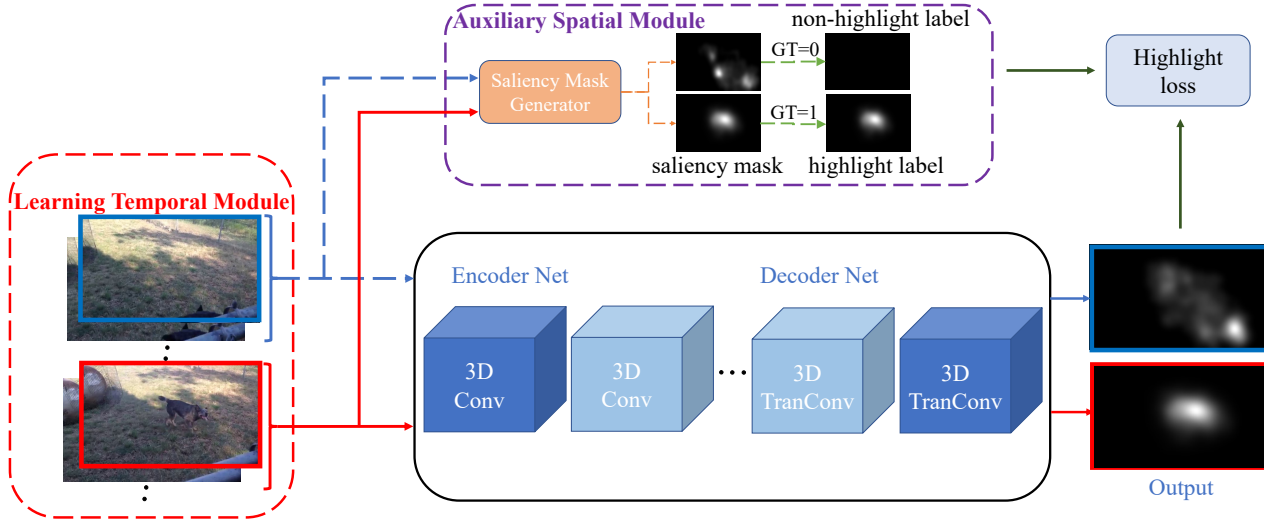 Auxiliary Spatial Module
non-highlight label
GT=0
Saliency Mask
Generator
GT=1
saliency mask
highlight label
Highlight
loss
Learning Temporal Module
Encoder Net
Decoder Net
3D
Conv
3D
Conv
...
3D
TranConv
3D
TranConv
Output